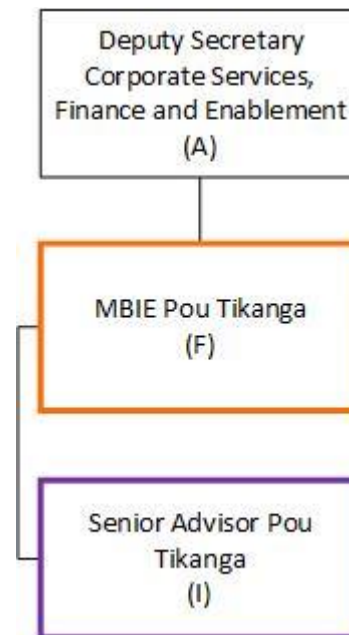 Deputy Secretary
Corporate Services,
Finance and Enablement
(A)
MBIE Pou Tikanga
(F)
Senior Advisor Pou
Tikanga
(I)